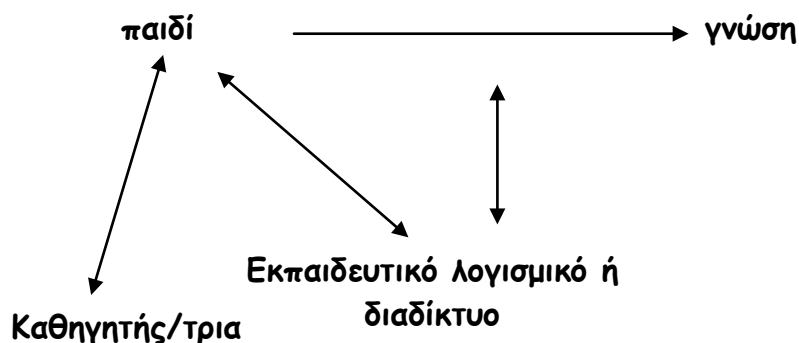 παιδί
γνώση
Εκπαιδευτικό λογισμικό ή
διαδίκτυο
Καθηγητής/τρια